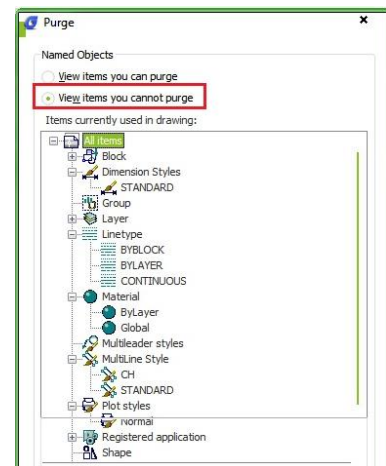 Purge
Named Objects
View items you can purge
View items you cannot purge
Items currently used in drawing:
All items
Block
Dimension Styles
STANDARD
Group
Layer
Linetype
BYBLOCK
BYLAYER
CONTINUOUS
Material
ByLayer
Global
Multileader styles
MultiLine Style
CH
STANDARD
Plot styles
Normal
Registered application
Shape